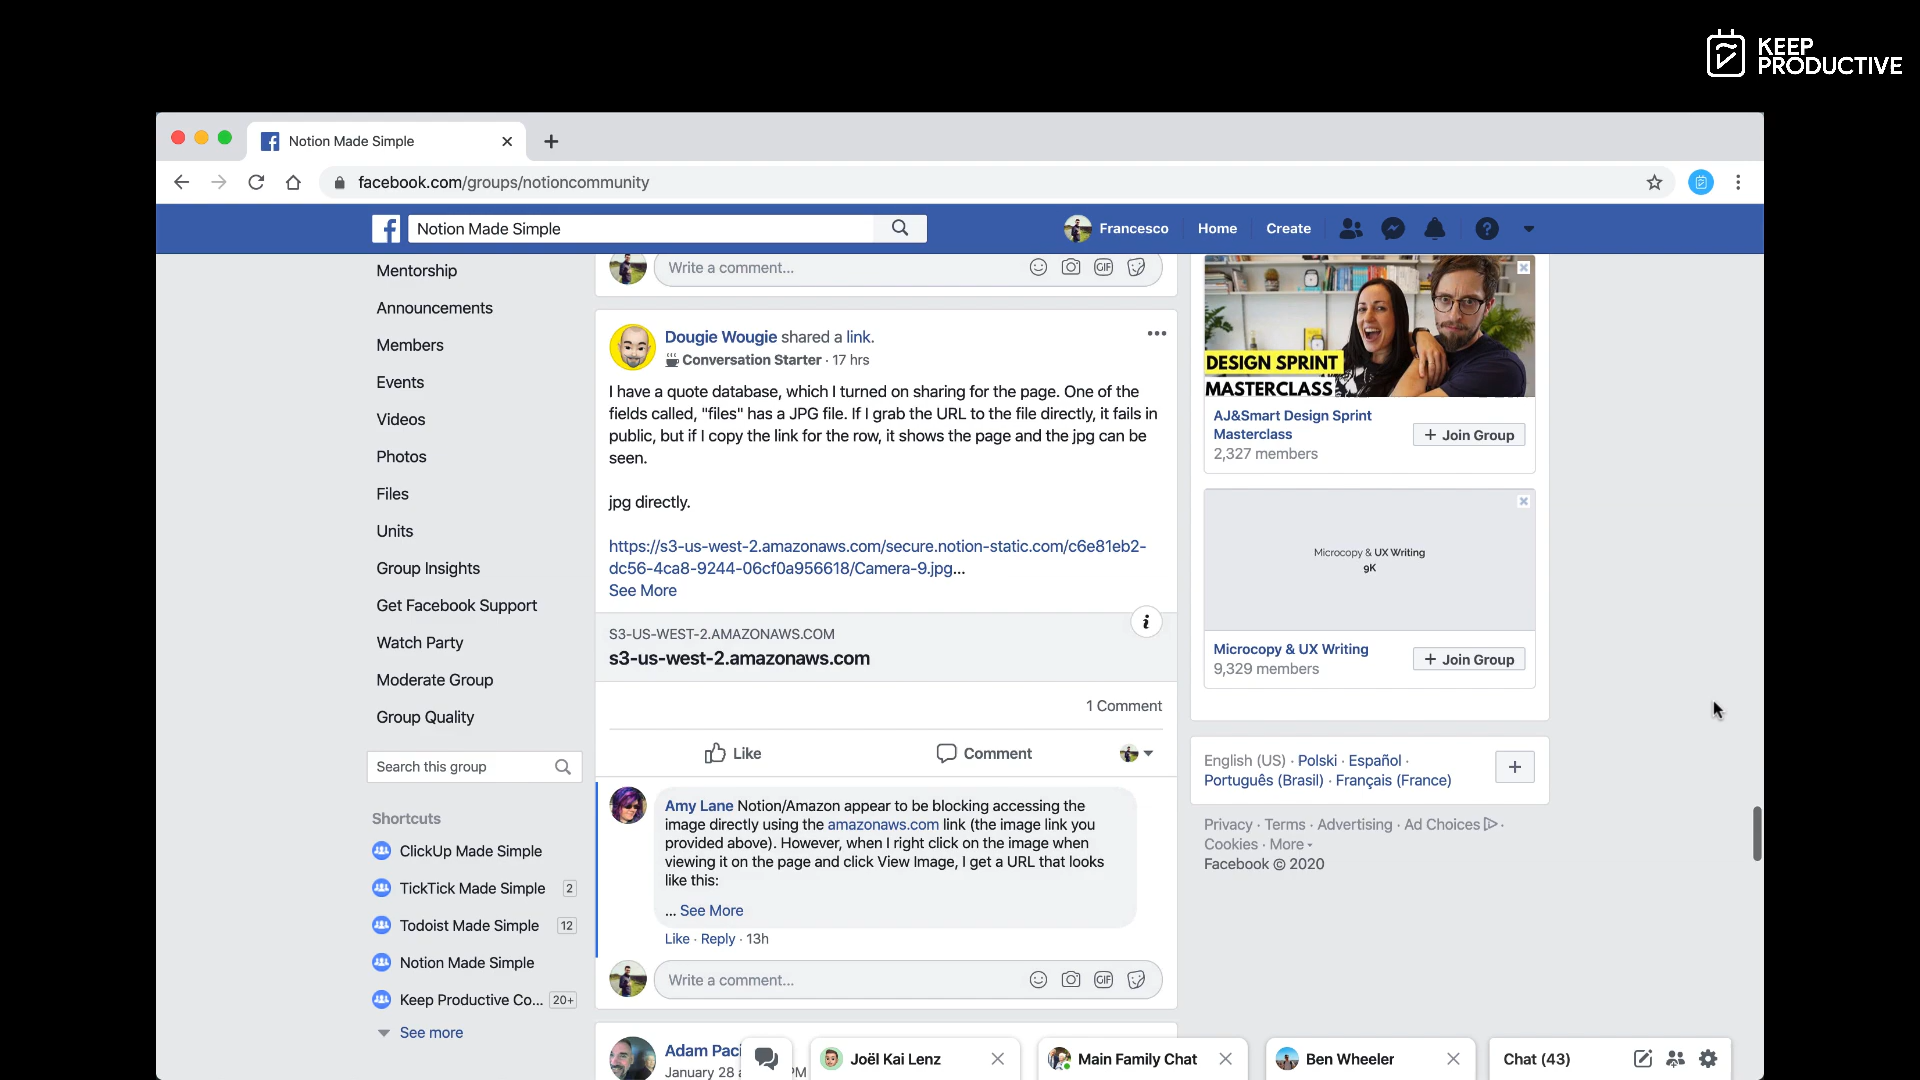 KEEP
PRODUCTIVE
Notion Made Simple
facebook.com/groups/notioncommunity
Notion Made Simple
Francesco
Home
Create
Mentorship
Announcements
Members
Events
Videos
Photos
Files
Units
Group Insights
Get Facebook Support
Watch Party
Moderate Group
Group Quality
Search this group
Shortcuts
ClickUp Made Simple
TickTick Made Simple 2
Todoist Made Simple 12
Notion Made Simple
Keep Productive Co... 20+
See more
Write a comment...
GIF
Dougie Wougie shared a link.
Conversation Starter · 17 hrs
I have a quote database, which I turned on sharing for the page. One of the
fields called, "files" has a JPG file. If I grab the URL to the file directly, it fails in
public, but if I copy the link for the row, it shows the page and the jpg can be
seen.
jpg directly.
https://s3-us-west-2.amazonaws.com/secure.notion-static.com/c6e81eb2-
dc56-4ca8-9244-06cf0a956618/Camera-9.jpg...
See More
S3-US-WEST-2.AMAZONAWS.COM
s3-us-west-2.amazonaws.com
1 Comment
Like
Comment
Amy Lane Notion/Amazon appear to be blocking accessing the
image directly using the amazonaws.com link (the image link you
provided above). However, when I right click on the image when
viewing it on the page and click View Image, I get a URL that looks
like this:
... See More
Like · Reply · 13h
Write a comment...
GIF
Adam Paci
January 28 a
PM
DESIGN SPRINT
MASTERCLASS
AJ&Smart Design Sprint
Masterclass
2,327 members
+ Join Group
Microcopy & UX Writing
9K
Microcopy & UX Writing
9,329 members
+ Join Group
English (US) · Polski · Español ·
Português (Brasil) · Français (France)
Privacy · Terms · Advertising · Ad Choices ·
Cookies · More
Facebook © 2020
Joël Kai Lenz
Main Family Chat
Ben Wheeler
Chat (43)